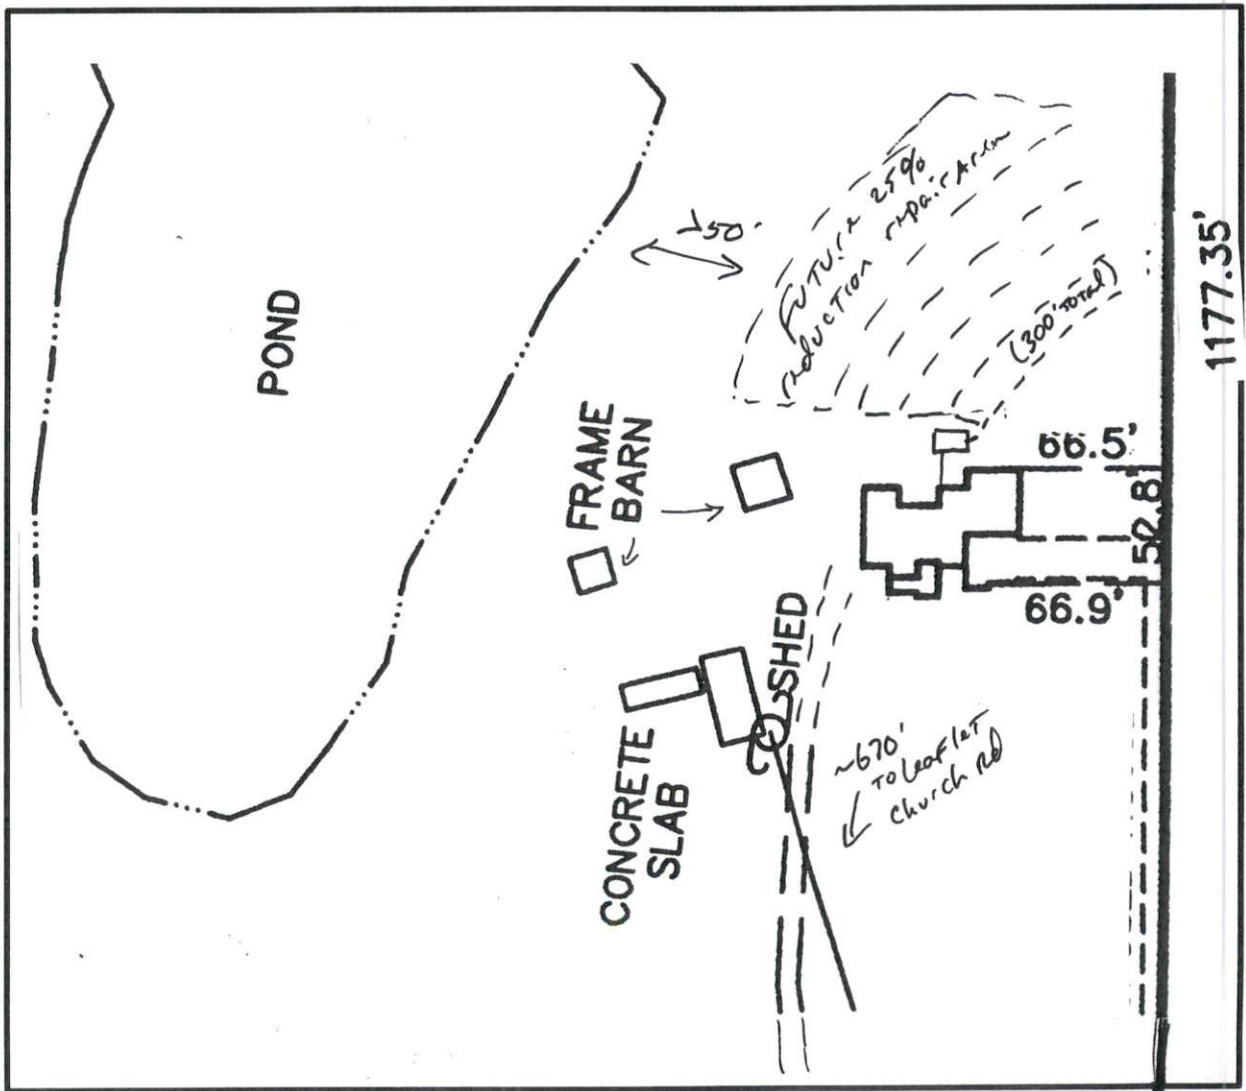 POND
FRAME
BARN
CONCRETE
SLAB
SHED
FUTURE 25%
reduction repair Area
(300' TOTAL)
66.5'
52.8'
66.9'
1177.35'
~670'
TO Leaflet
Church Rd